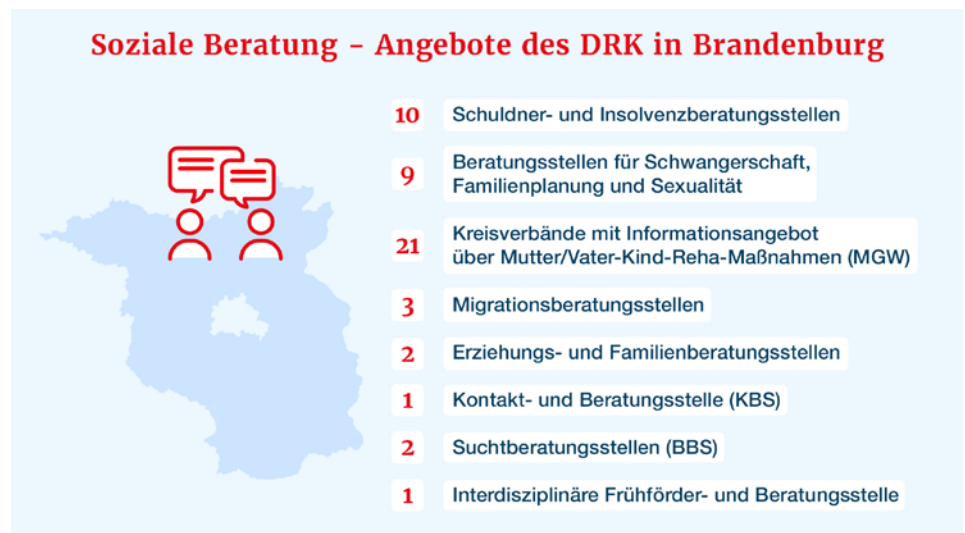 Soziale Beratung - Angebote des DRK in Brandenburg
10 Schuldner- und Insolvenzberatungsstellen
9 Beratungsstellen für Schwangerschaft,
Familienplanung und Sexualität
21 Kreisverbände mit Informationsangebot
über Mutter/Vater-Kind-Reha-Maßnahmen (MGW)
3 Migrationsberatungsstellen
2 Erziehungs- und Familienberatungsstellen
1 Kontakt- und Beratungsstelle (KBS)
2 Suchtberatungsstellen (BBS)
1 Interdisziplinäre Frühförder- und Beratungsstelle